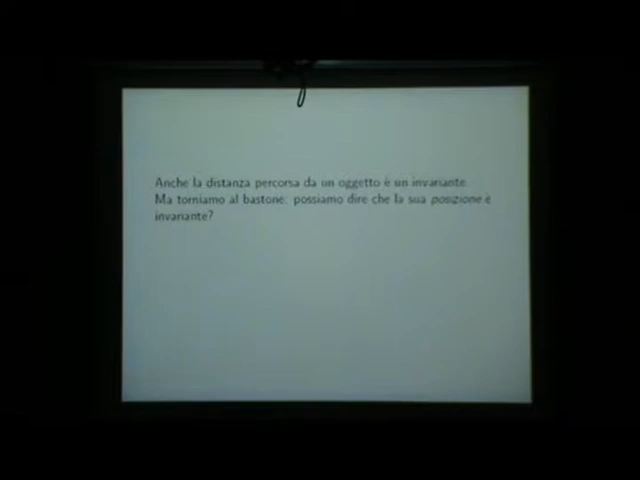 Anche la distanza percorsa da un oggetto è un invariante.
Ma torniamo al bastone: possiamo dire che la sua posizione è
invariante?